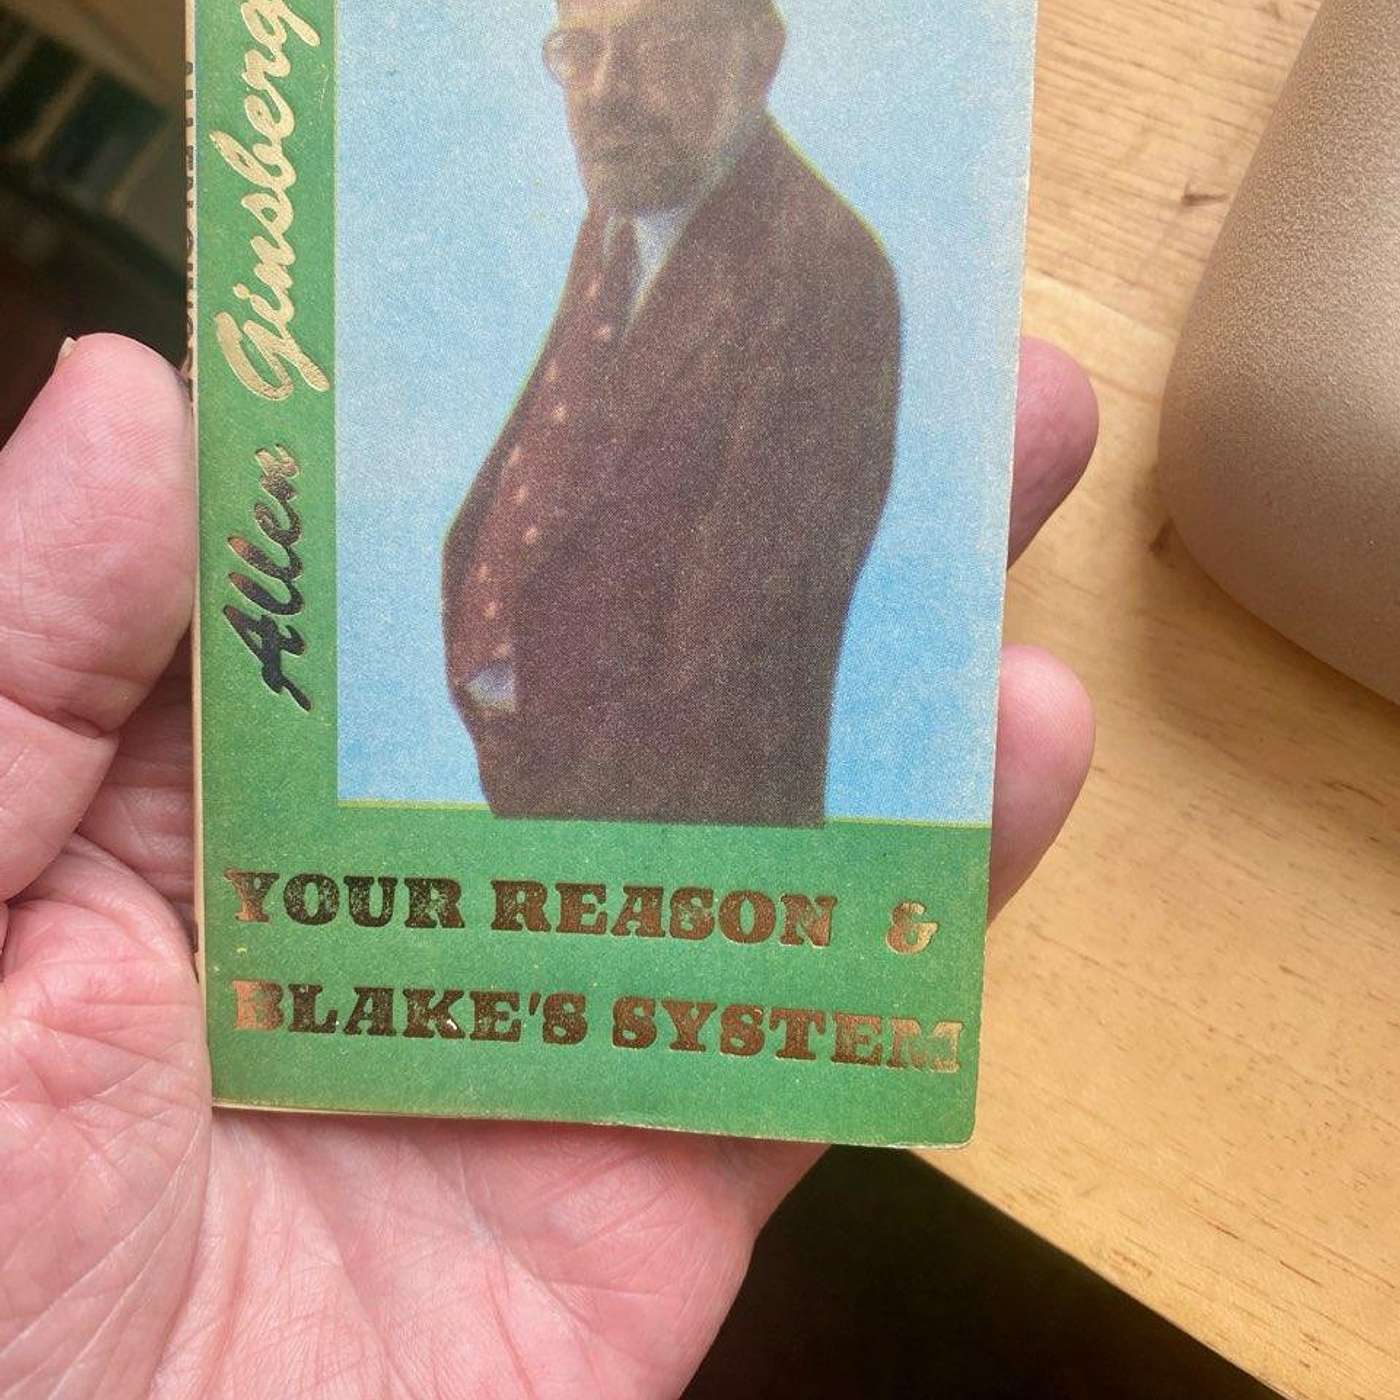 Allen Ginsberg
YOUR REASON &
BLAKE'S SYSTEM